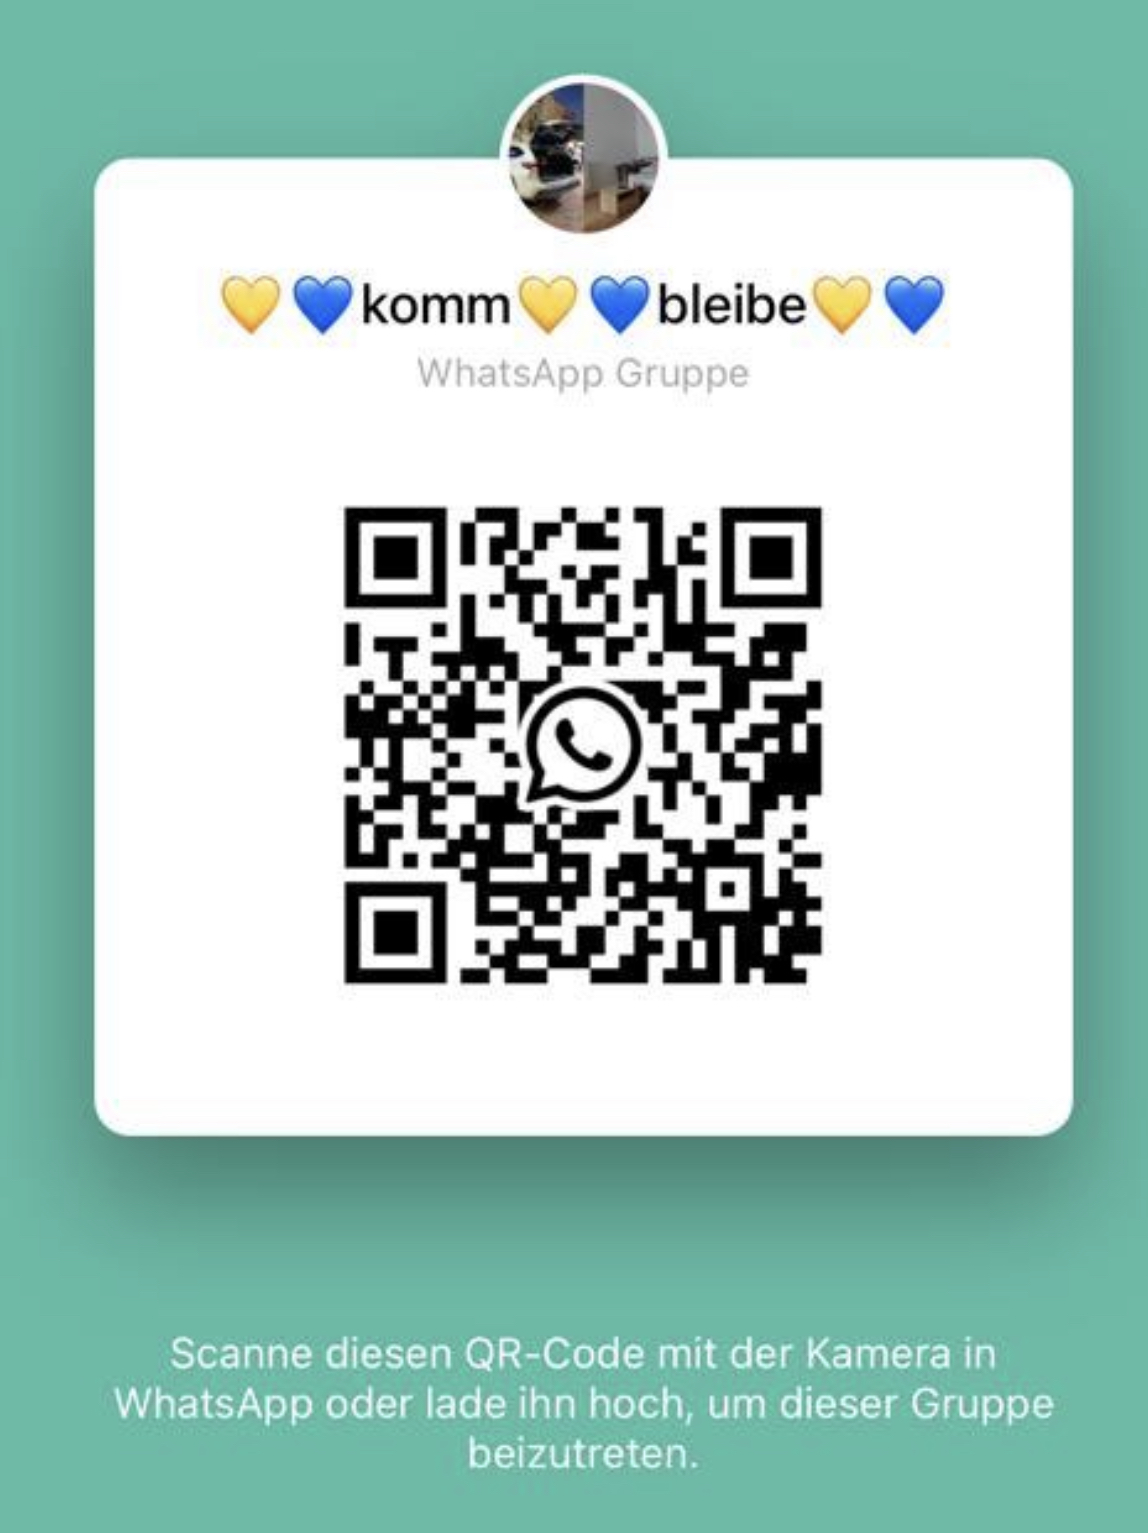 💛💙komm💛💙bleibe💛💙
WhatsApp Gruppe
Scanne diesen QR-Code mit der Kamera in
WhatsApp oder lade ihn hoch, um dieser Gruppe
beizutreten.